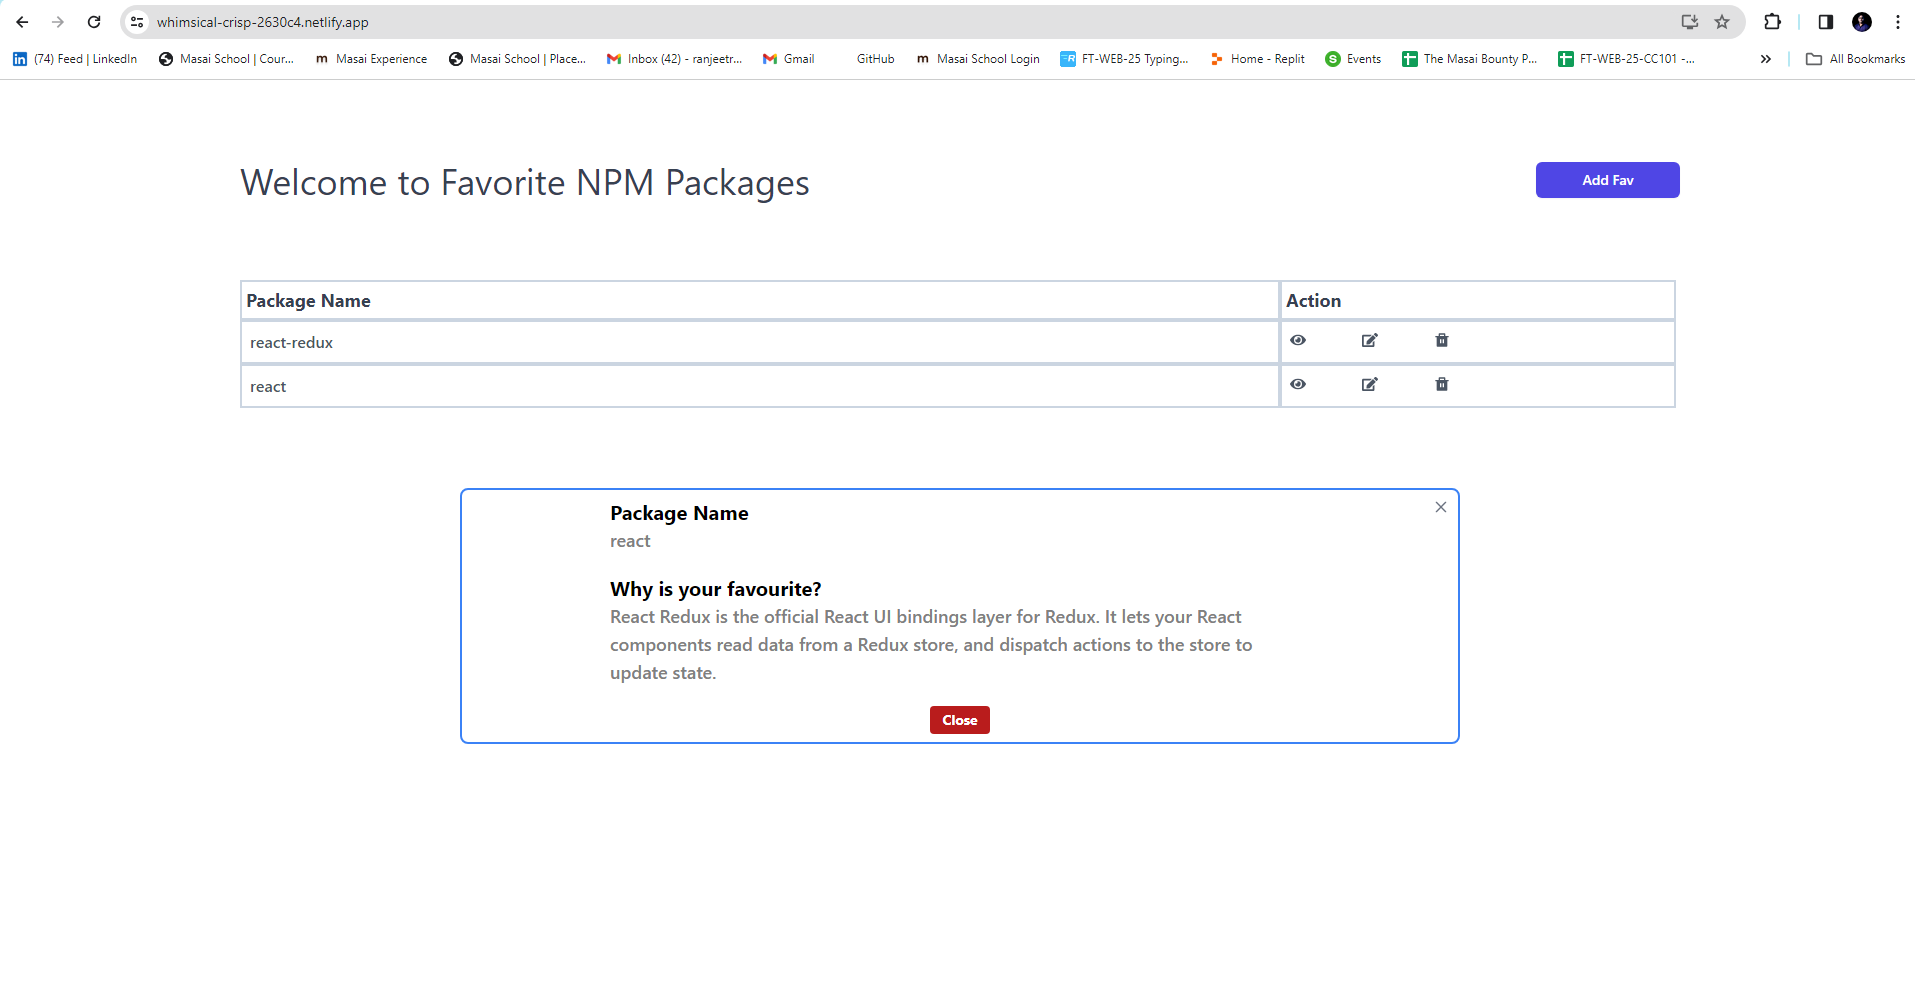 whimsical-crisp-2630c4.netlify.app
(74) Feed | LinkedIn Masai School | Cour... Masai Experience Masai School | Place... Inbox (42) - ranjeetr... Gmail GitHub Masai School Login FT-WEB-25 Typing... Home - Replit Events The Masai Bounty P... FT-WEB-25-CC101 -... All Bookmarks
Welcome to Favorite NPM Packages Add Fav
Package Name Action
react-redux
react
Package Name
react
Why is your favourite?
React Redux is the official React UI bindings layer for Redux. It lets your React
components read data from a Redux store, and dispatch actions to the store to
update state.
Close